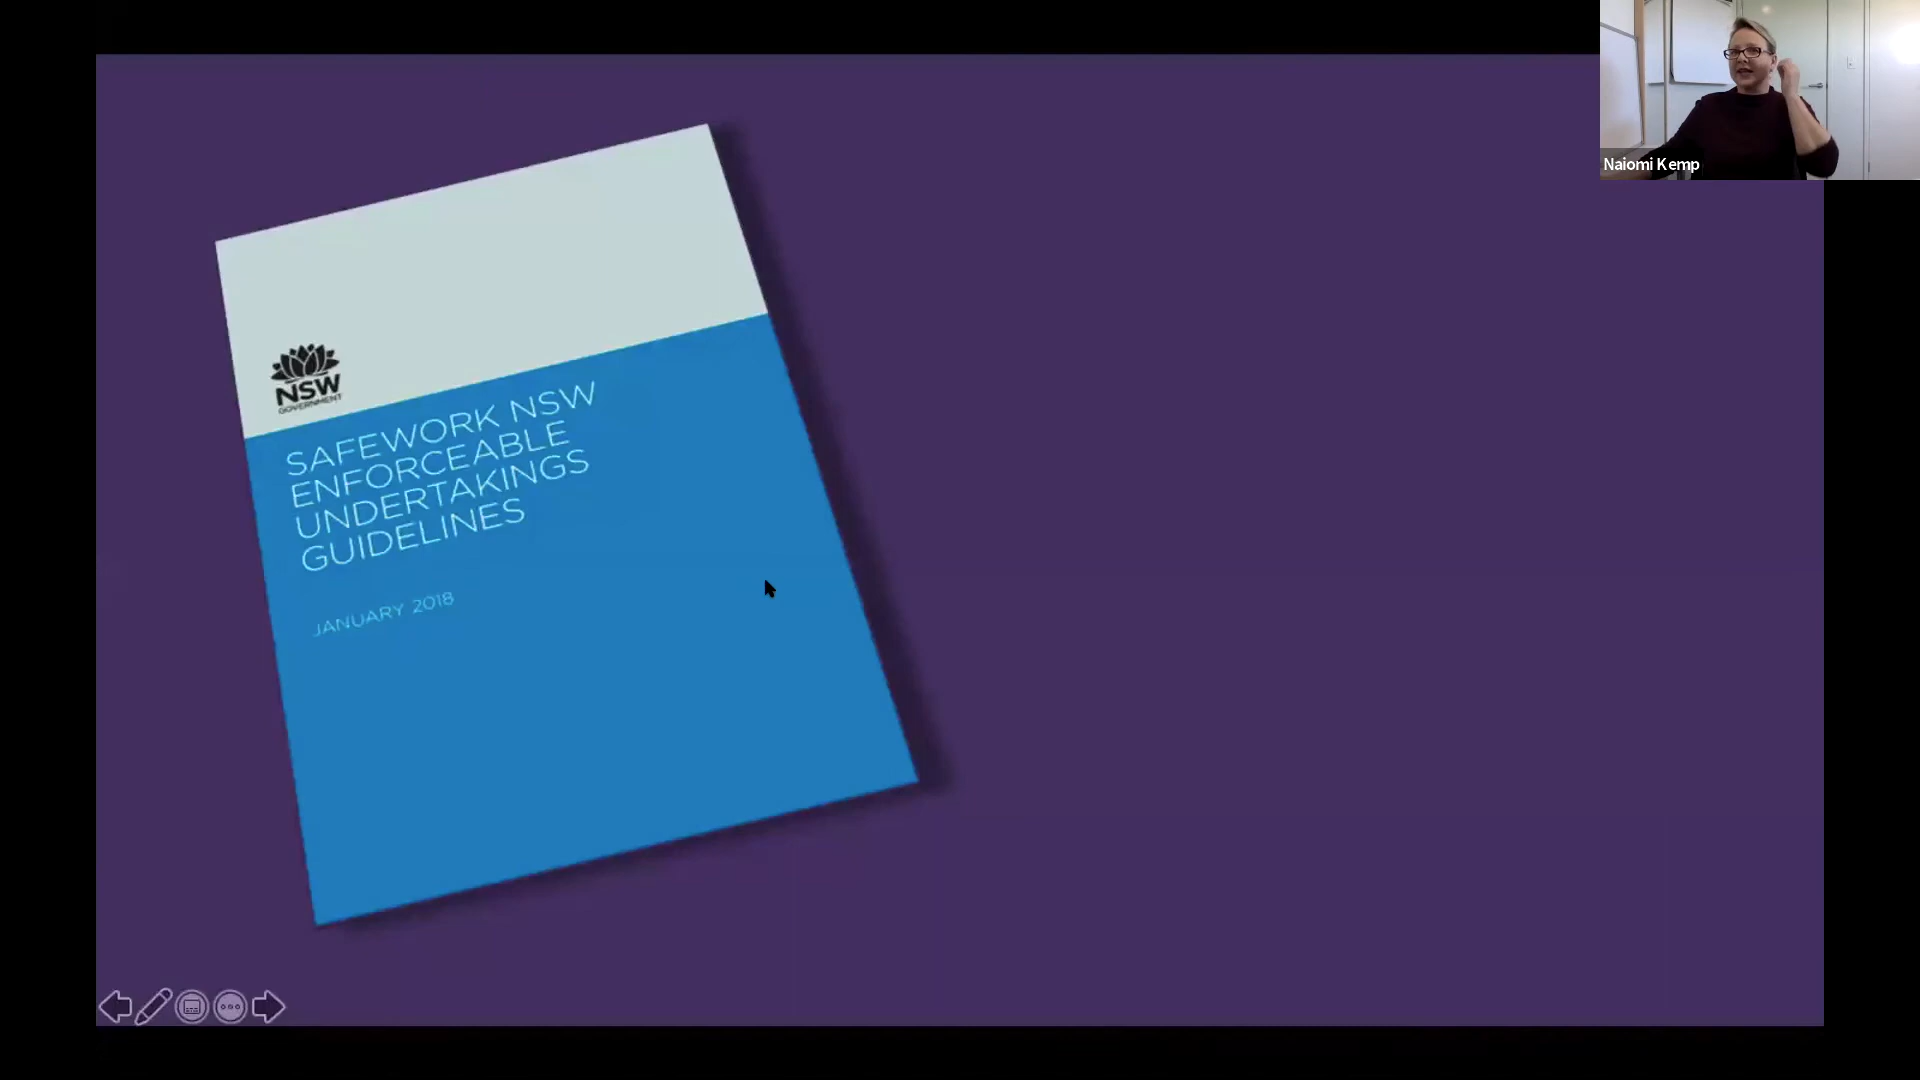 Naiomi Kemp
NSW
GOVERNMENT
SAFEWORK NSW
ENFORCEABLE
UNDERTAKINGS
GUIDELINES
JANUARY 2018